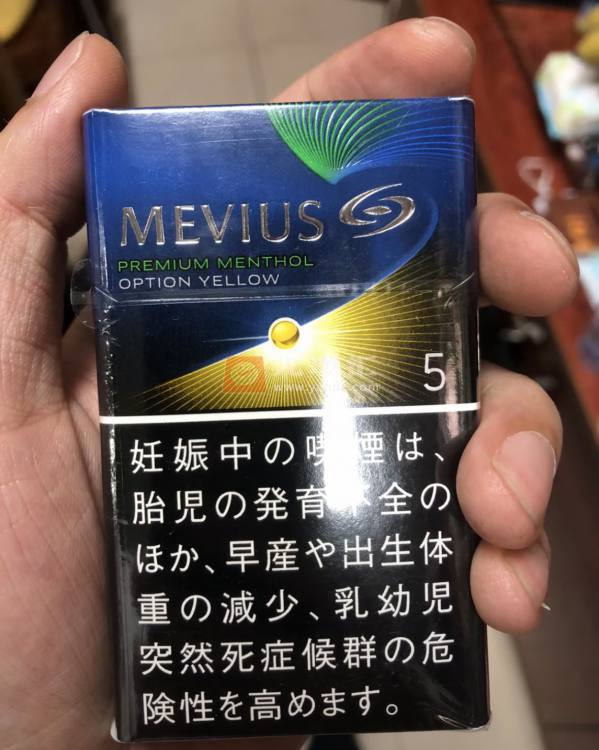 MEVIUS
PREMIUM MENTHOL
OPTION YELLOW
5
妊娠中の喫煙は、
胎児の発育不全の
ほか、早産や出生体
重の減少、乳幼児
突然死症候群の危
険性を高めます。